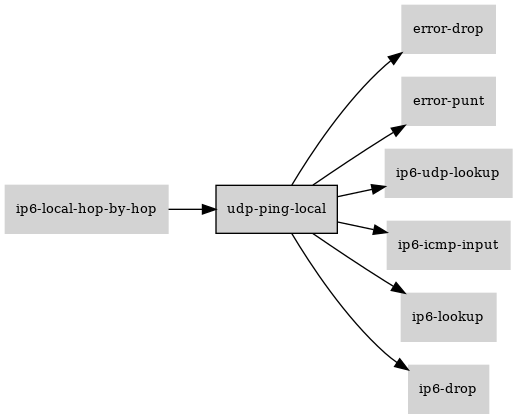 error-drop
error-punt
ip6-udp-lookup
ip6-local-hop-by-hop
udp-ping-local
ip6-icmp-input
ip6-lookup
ip6-drop